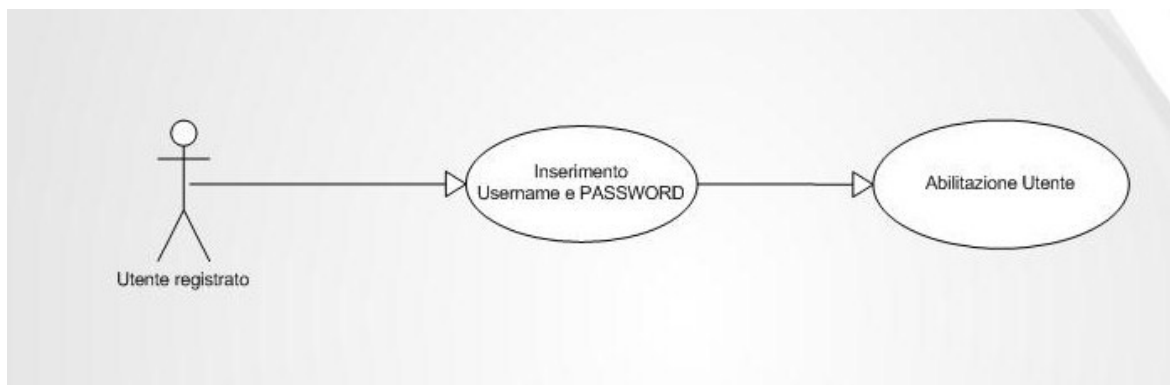 Inserimento
Username e PASSWORD
Abilitazione Utente
Utente registrato